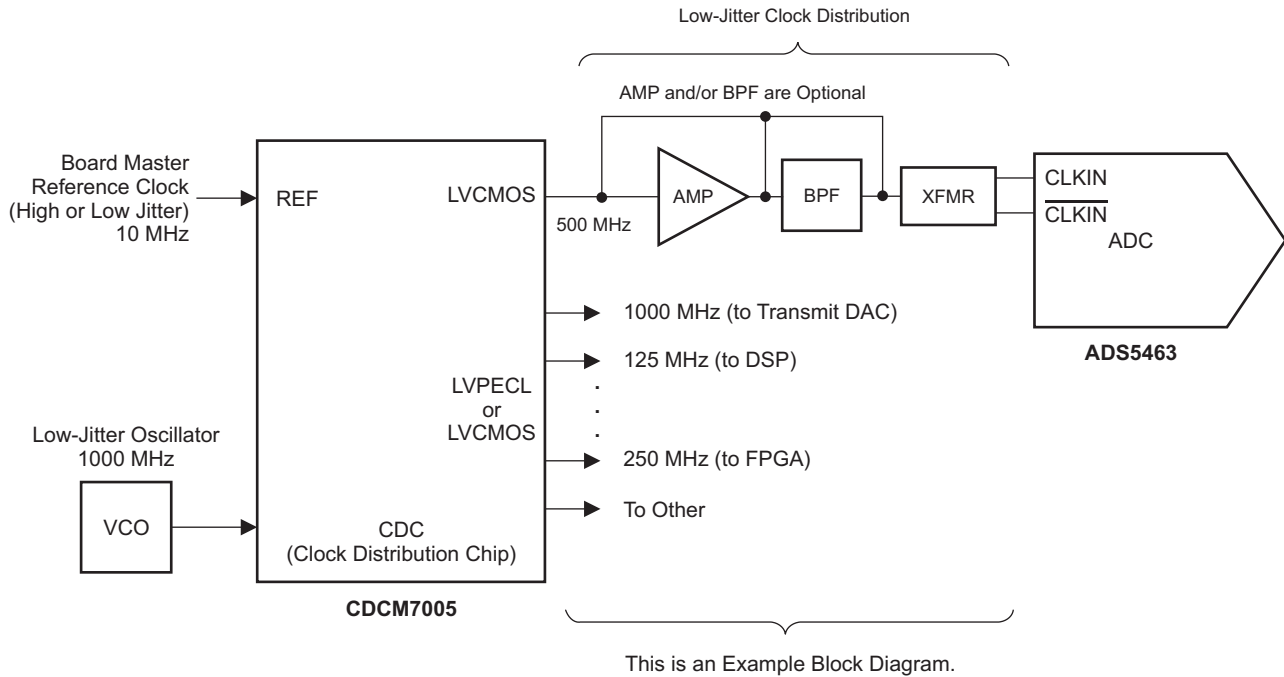 Low-Jitter Clock Distribution
AMP and/or BPF are Optional
Board Master
Reference Clock
(High or Low Jitter)
10 MHz
REF
LVCMOS
500 MHz
AMP
BPF
XFMR
CLKIN
CLKIN
ADC
ADS5463
1000 MHz (to Transmit DAC)
125 MHz (to DSP)
LVPECL
or
LVCMOS
.
.
.
250 MHz (to FPGA)
To Other
Low-Jitter Oscillator
1000 MHz
VCO
CDC
(Clock Distribution Chip)
CDCM7005
This is an Example Block Diagram.